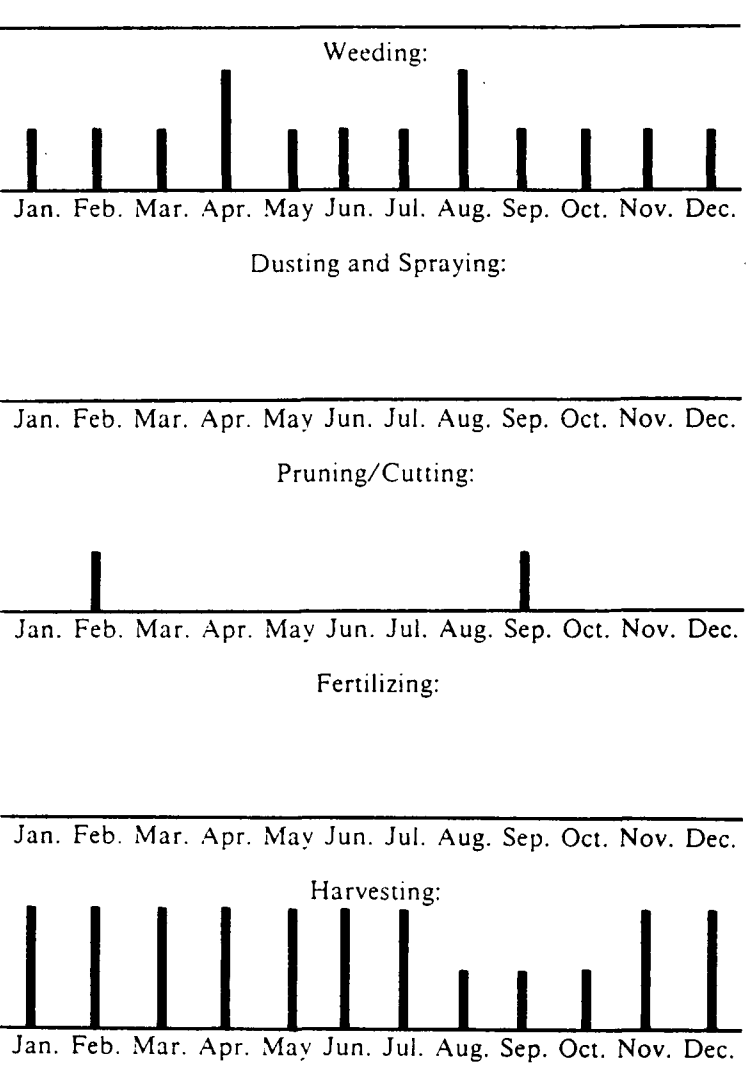 Weeding:
Jan. Feb. Mar. Apr. May Jun. Jul. Aug. Sep. Oct. Nov. Dec.
Dusting and Spraying:
Jan. Feb. Mar. Apr. May Jun. Jul. Aug. Sep. Oct. Nov. Dec.
Pruning/Cutting:
Jan. Feb. Mar. Apr. May Jun. Jul. Aug. Sep. Oct. Nov. Dec.
Fertilizing:
Jan. Feb. Mar. Apr. May Jun. Jul. Aug. Sep. Oct. Nov. Dec.
Harvesting:
Jan. Feb. Mar. Apr. May Jun. Jul. Aug. Sep. Oct. Nov. Dec.